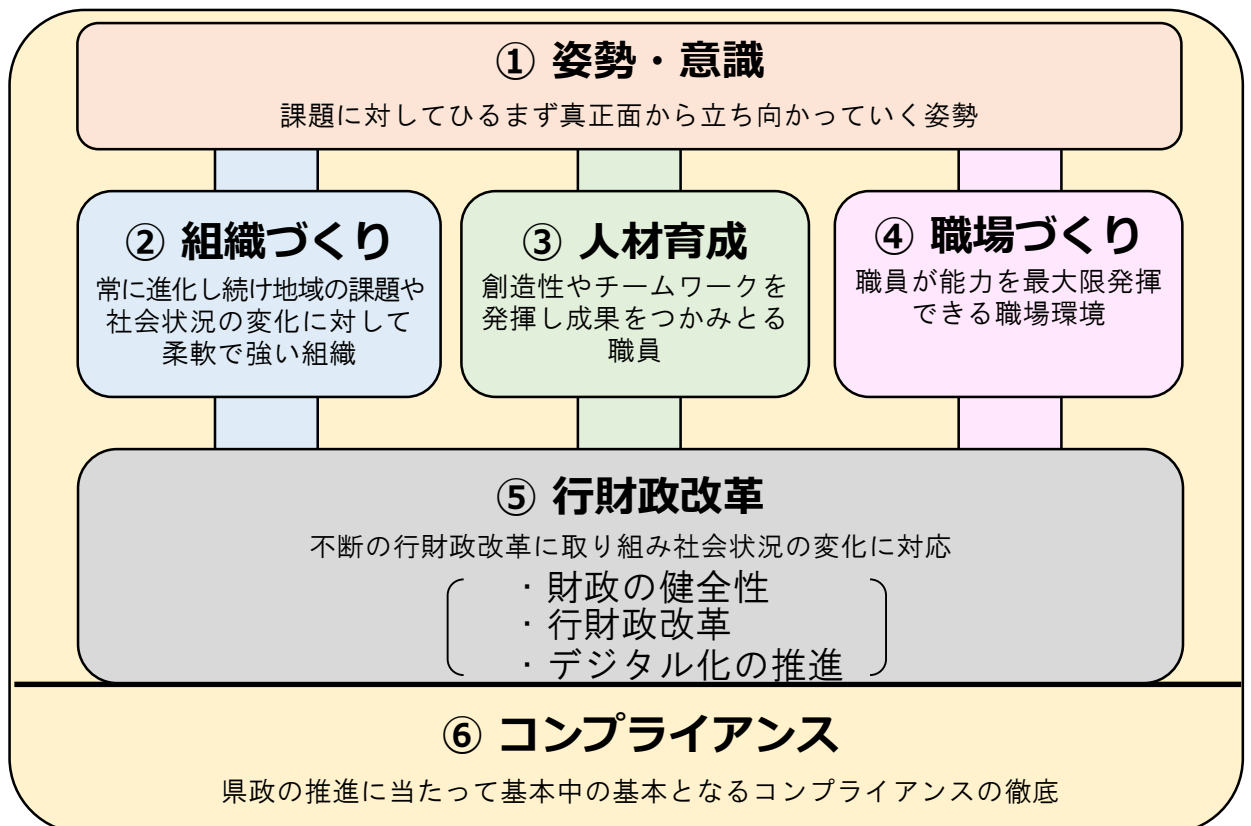 ① 姿勢・意識
課題に対してひるまず真正面から立ち向かっていく姿勢
② 組織づくり
常に進化し続け地域の課題や
社会状況の変化に対して
柔軟で強い組織
③ 人材育成
創造性やチームワークを
発揮し成果をつかみとる
職員
④ 職場づくり
職員が能力を最大限発揮
できる職場環境
⑤ 行財政改革
不断の行財政改革に取り組み社会状況の変化に対応
・財政の健全性
・行財政改革
・デジタル化の推進
⑥ コンプライアンス
県政の推進に当たって基本中の基本となるコンプライアンスの徹底